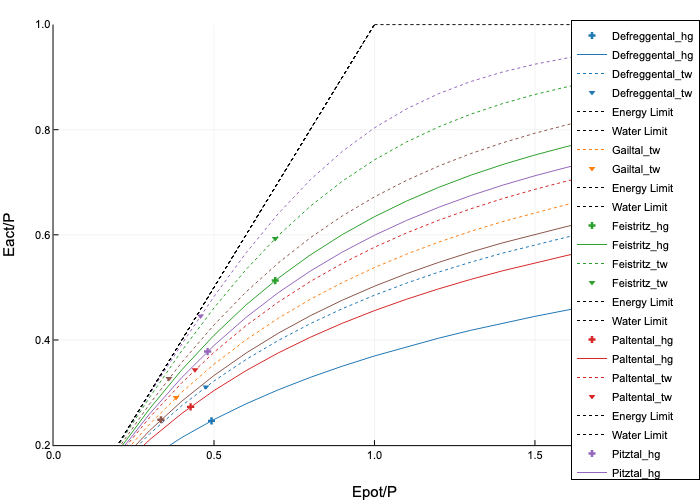 1.0
0.8
0.6
0.4
0.2
0.0
0.5
1.0
1.5
Eact/P
Epot/P
Defreggental_hg
Defreggental_hg
Defreggental_tw
Defreggental_tw
Energy Limit
Water Limit
Gailtal_tw
Gailtal_tw
Energy Limit
Water Limit
Feistritz_hg
Feistritz_hg
Feistritz_tw
Feistritz_tw
Energy Limit
Water Limit
Paltental_hg
Paltental_hg
Paltental_tw
Paltental_tw
Energy Limit
Water Limit
Pitztal_hg
Pitztal_hg